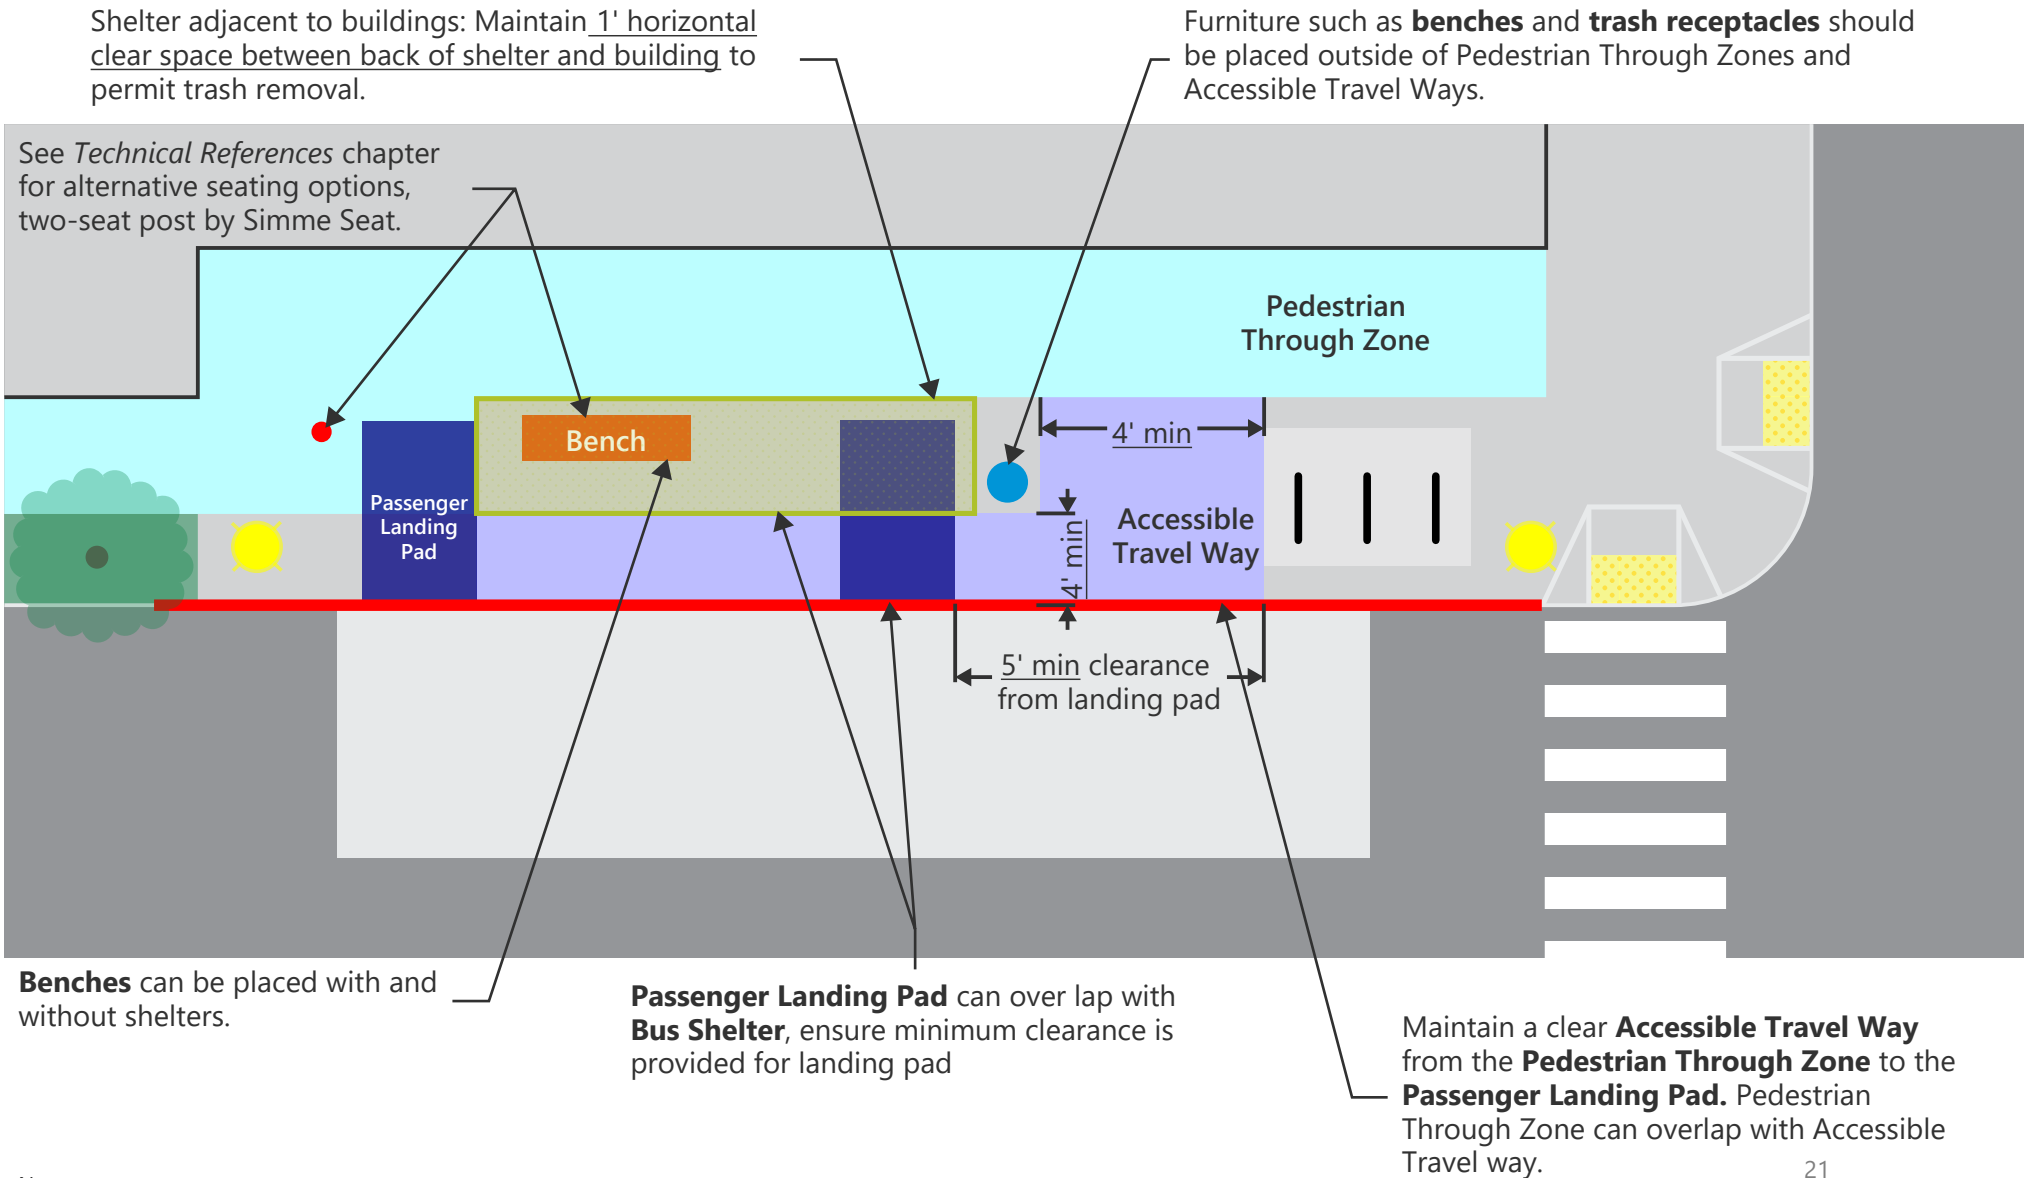 Shelter adjacent to buildings: Maintain 1' horizontal
clear space between back of shelter and building to
permit trash removal.
Furniture such as benches and trash receptacles should
be placed outside of Pedestrian Through Zones and
Accessible Travel Ways.
See Technical References chapter
for alternative seating options,
two-seat post by Simme Seat.
Pedestrian
Through Zone
Bench
4' min
Passenger
Landing
Pad
Accessible
Travel Way
4' min
5' min clearance
from landing pad
Benches can be placed with and
without shelters.
Passenger Landing Pad can over lap with
Bus Shelter, ensure minimum clearance is
provided for landing pad
Maintain a clear Accessible Travel Way
from the Pedestrian Through Zone to the
Passenger Landing Pad. Pedestrian
Through Zone can overlap with Accessible
Travel way.
21